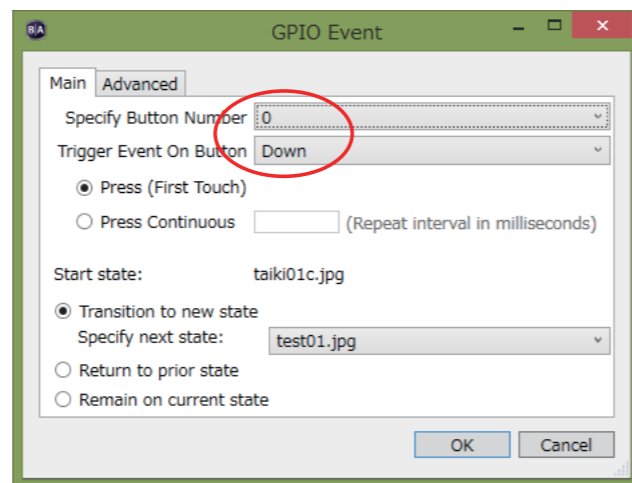 BA GPIO Event
Main Advanced
Specify Button Number 0
Trigger Event On Button Down
Press (First Touch)
Press Continuous (Repeat interval in milliseconds)
Start state: taiki01c.jpg
Transition to new state
Specify next state: test01.jpg
Return to prior state
Remain on current state
OK Cancel